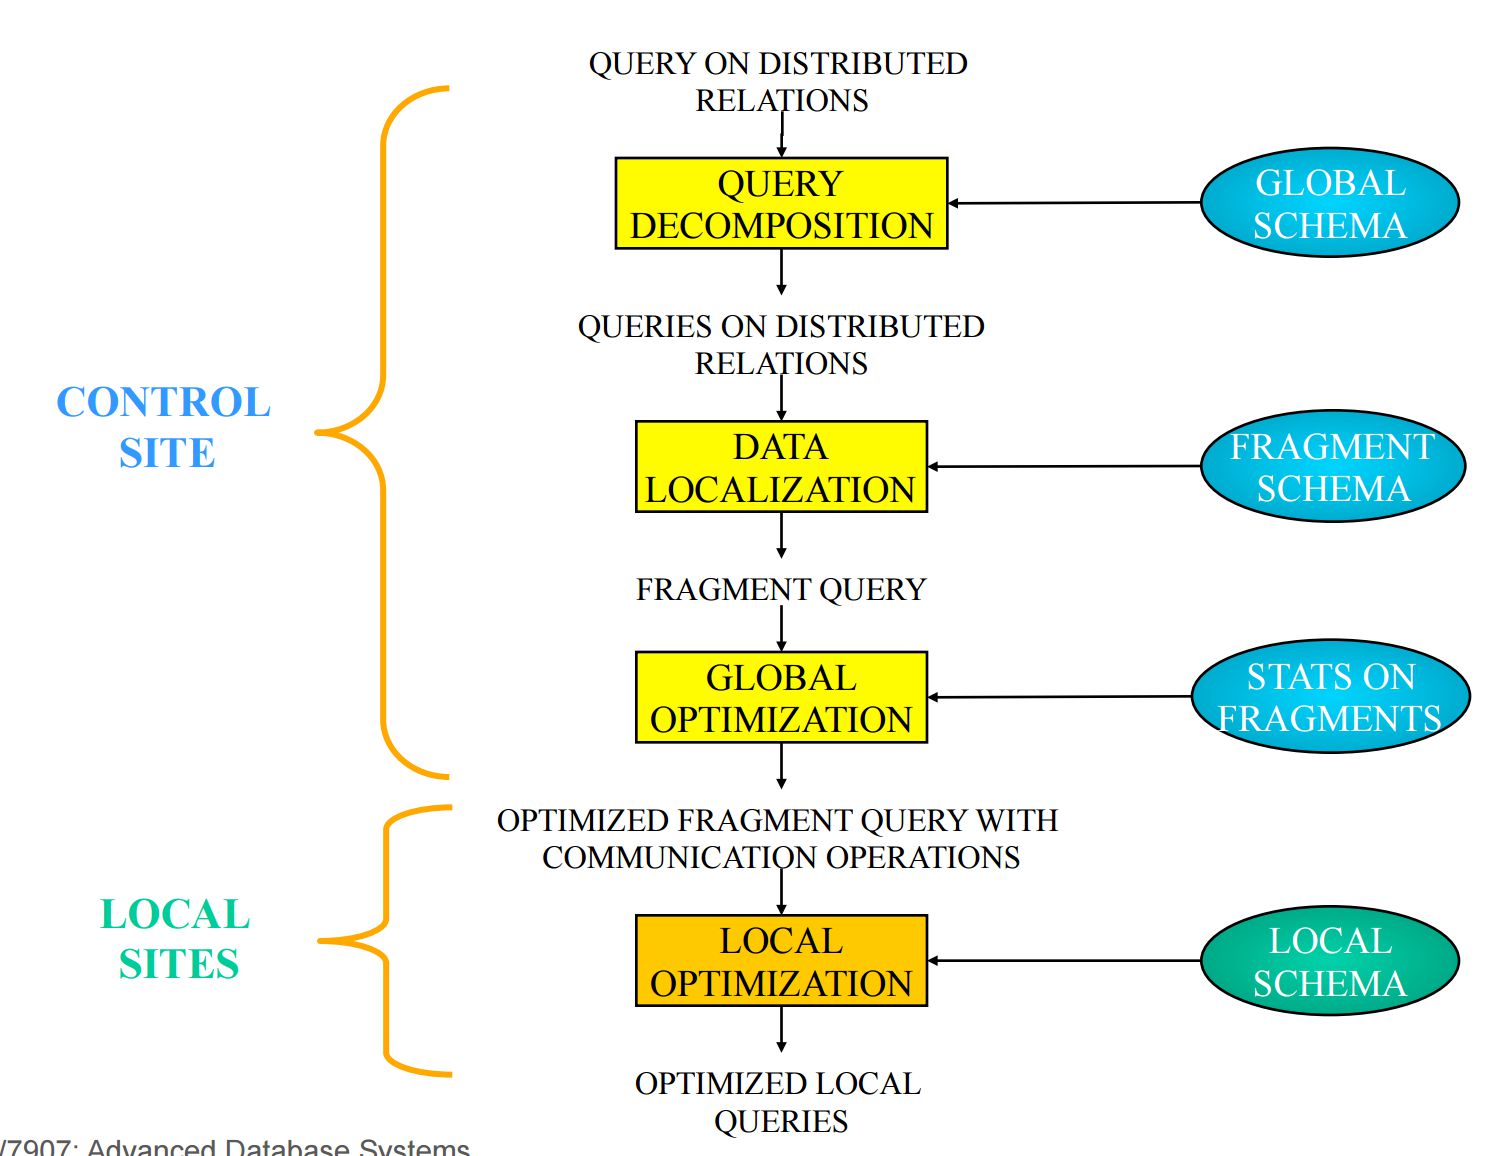 QUERY ON DISTRIBUTED
RELATIONS
QUERY
DECOMPOSITION
GLOBAL
SCHEMA
QUERIES ON DISTRIBUTED
RELATIONS
CONTROL
SITE
DATA
LOCALIZATION
FRAGMENT
SCHEMA
FRAGMENT QUERY
GLOBAL
OPTIMIZATION
STATS ON
FRAGMENTS
OPTIMIZED FRAGMENT QUERY WITH
COMMUNICATION OPERATIONS
LOCAL
SITES
LOCAL
OPTIMIZATION
LOCAL
SCHEMA
OPTIMIZED LOCAL
QUERIES
/7907: Advanced Database Systems